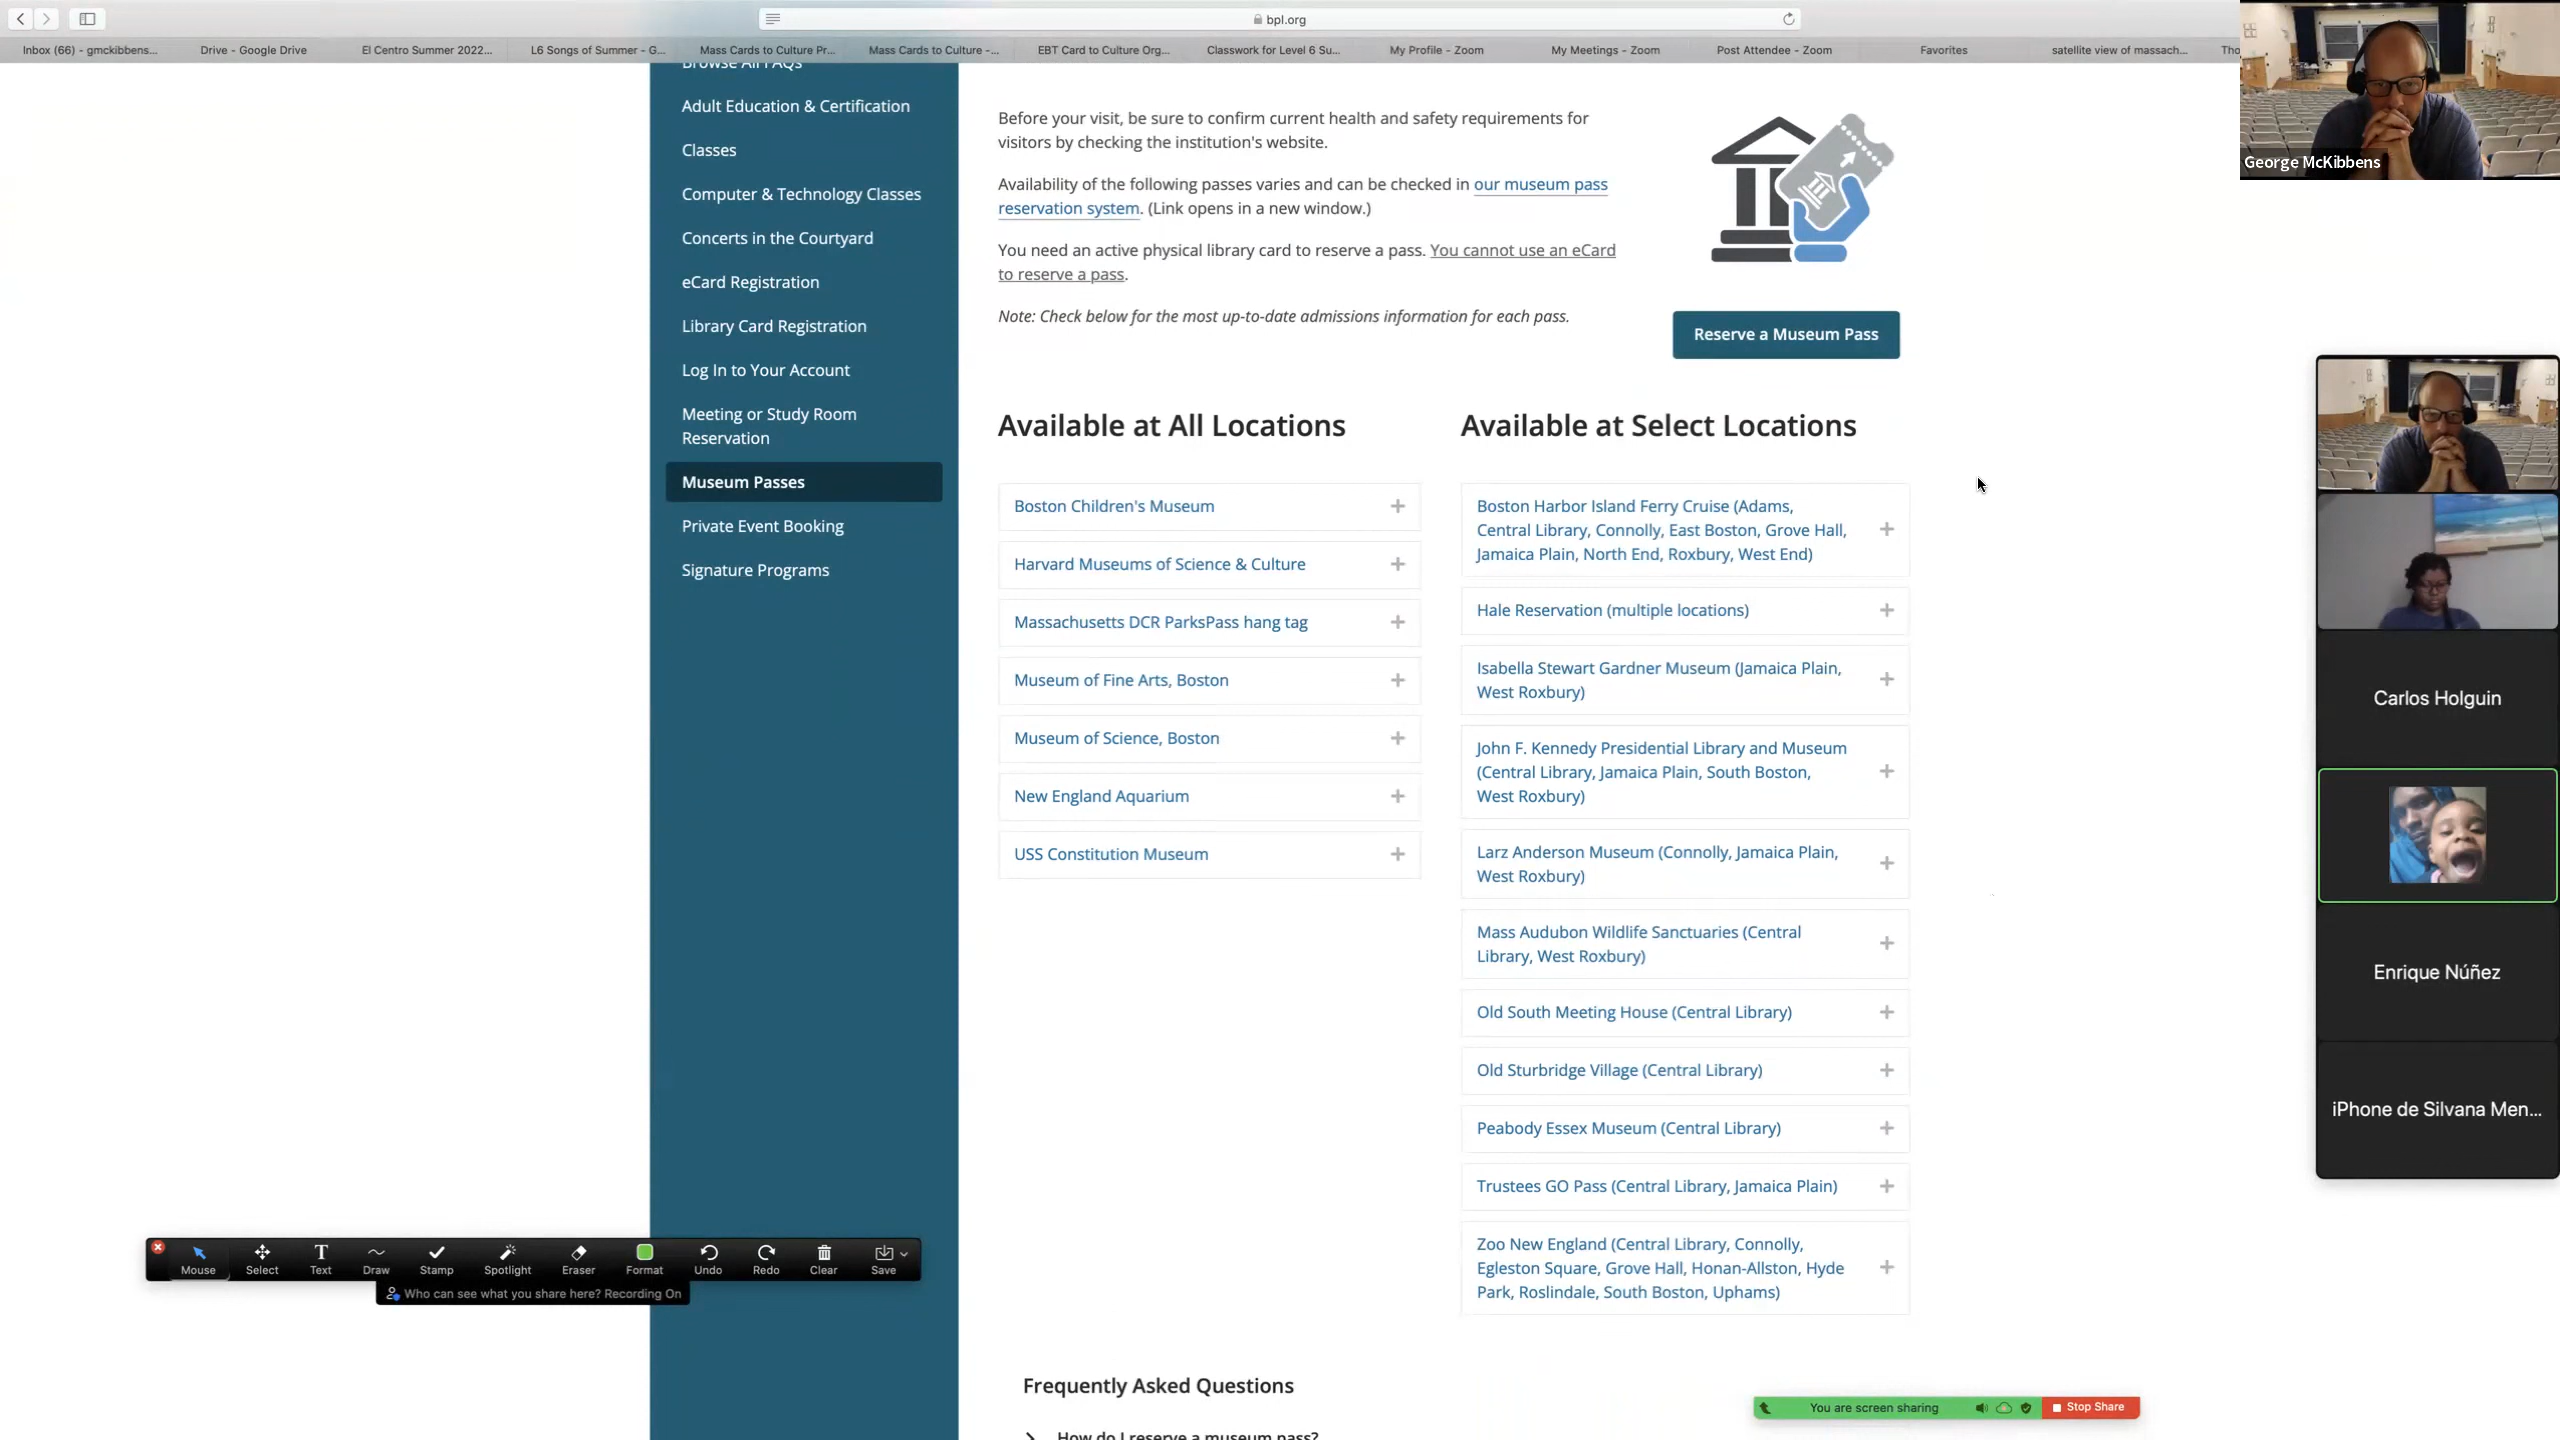 bpl.org
Inbox (66) - gmckibbens...
Drive - Google Drive
El Centro Summer 2022...
L6 Songs of Summer - G...
Mass Cards to Culture Pr...
Mass Cards to Culture -...
EBT Card to Culture Org...
Classwork for Level 6 Su...
My Profile - Zoom
My Meetings - Zoom
Post Attendee - Zoom
Favorites
satellite view of massach...
Tho
Browse All FAQs
Adult Education & Certification
Classes
Computer & Technology Classes
Concerts in the Courtyard
eCard Registration
Library Card Registration
Log In to Your Account
Meeting or Study Room
Reservation
Museum Passes
Private Event Booking
Signature Programs
Before your visit, be sure to confirm current health and safety requirements for
visitors by checking the institution's website.
Availability of the following passes varies and can be checked in our museum pass
reservation system. (Link opens in a new window.)
You need an active physical library card to reserve a pass. You cannot use an eCard
to reserve a pass.
Note: Check below for the most up-to-date admissions information for each pass.
Reserve a Museum Pass
Available at All Locations
Boston Children's Museum
Harvard Museums of Science & Culture
Massachusetts DCR ParksPass hang tag
Museum of Fine Arts, Boston
Museum of Science, Boston
New England Aquarium
USS Constitution Museum
Available at Select Locations
Boston Harbor Island Ferry Cruise (Adams,
Central Library, Connolly, East Boston, Grove Hall,
Jamaica Plain, North End, Roxbury, West End)
Hale Reservation (multiple locations)
Isabella Stewart Gardner Museum (Jamaica Plain,
West Roxbury)
John F. Kennedy Presidential Library and Museum
(Central Library, Jamaica Plain, South Boston,
West Roxbury)
Larz Anderson Museum (Connolly, Jamaica Plain,
West Roxbury)
Mass Audubon Wildlife Sanctuaries (Central
Library, West Roxbury)
Old South Meeting House (Central Library)
Old Sturbridge Village (Central Library)
Peabody Essex Museum (Central Library)
Trustees GO Pass (Central Library, Jamaica Plain)
Zoo New England (Central Library, Connolly,
Egleston Square, Grove Hall, Honan-Allston, Hyde
Park, Roslindale, South Boston, Uphams)
Frequently Asked Questions
How do I reserve a museum pass?
Mouse
Select
Text
Draw
Stamp
Spotlight
Eraser
Format
Undo
Redo
Clear
Save
Who can see what you share here? Recording On
You are screen sharing
Stop Share
George McKibbens
Carlos Holguin
Enrique Núñez
iPhone de Silvana Men...